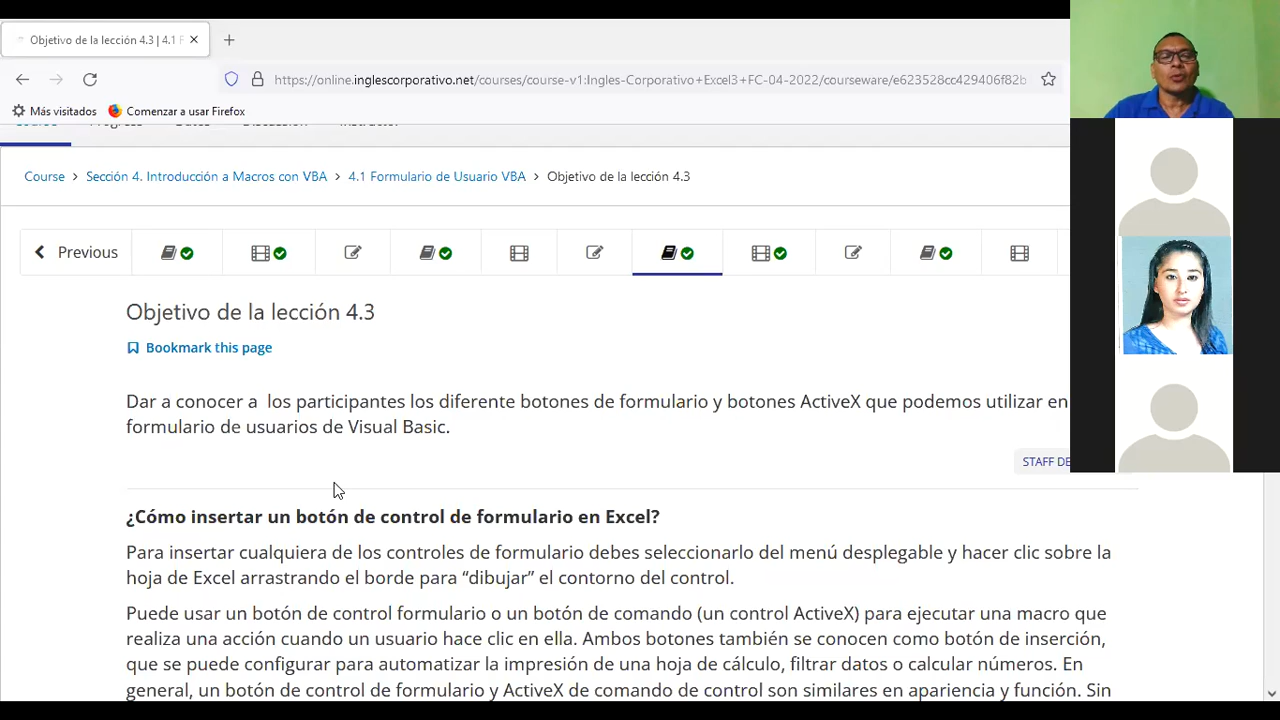 Objetivo de la lección 4.3 | 4.1 F
https://online.inglescorporativo.net/courses/course-v1:Ingles-Corporativo+Excel3+FC-04-2022/courseware/e623528cc429406f82b
Más visitados
Comenzar a usar Firefox
Course > Sección 4. Introducción a Macros con VBA > 4.1 Formulario de Usuario VBA > Objetivo de la lección 4.3
Previous
Objetivo de la lección 4.3
Bookmark this page
Dar a conocer a los participantes los diferente botones de formulario y botones ActiveX que podemos utilizar en
formulario de usuarios de Visual Basic.
STAFF DE
¿Cómo insertar un botón de control de formulario en Excel?
Para insertar cualquiera de los controles de formulario debes seleccionarlo del menú desplegable y hacer clic sobre la
hoja de Excel arrastrando el borde para “dibujar” el contorno del control.
Puede usar un botón de control formulario o un botón de comando (un control ActiveX) para ejecutar una macro que
realiza una acción cuando un usuario hace clic en ella. Ambos botones también se conocen como botón de inserción,
que se puede configurar para automatizar la impresión de una hoja de cálculo, filtrar datos o calcular números. En
general, un botón de control de formulario y ActiveX de comando de control son similares en apariencia y función. Sin